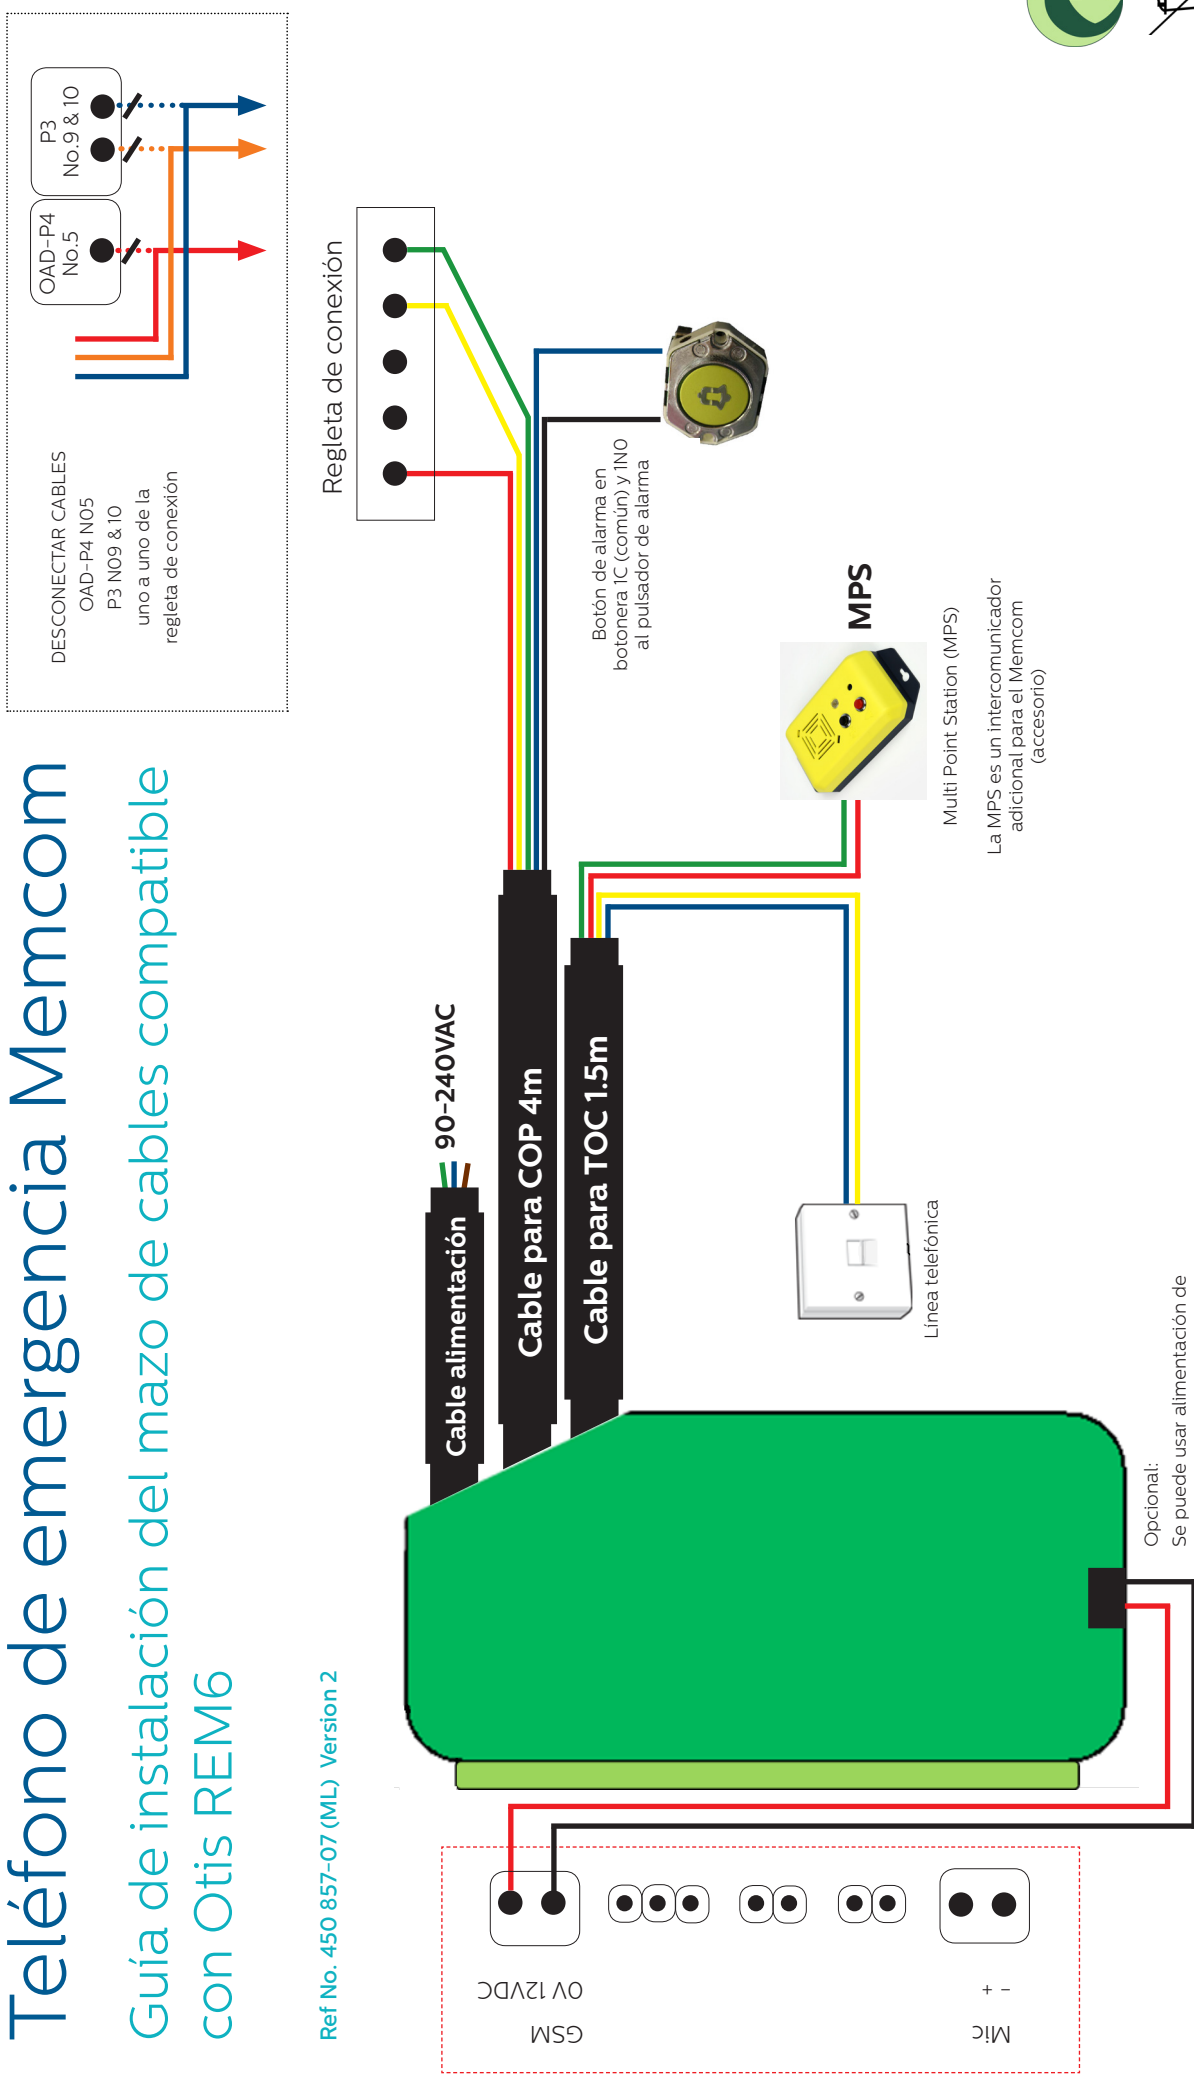 Teléfono de emergencia Memcom
Guía de instalación del mazo de cables compatible
con Otis REM6
Ref No. 450 857-07 (ML) Version 2
DESCONECTAR CABLES
OAD-P4 N05
P3 N09 & 10
uno a uno de la
regleta de conexión
OAD-P4
No.5
P3
No.9 & 10
Regleta de conexión
Botón de alarma en
botonera 1C (común) y 1N0
al pulsador de alarma
90-240VAC
Cable alimentación
Cable para COP 4m
Cable para TOC 1.5m
MPS
Multi Point Station (MPS)
La MPS es un intercomunicador
adicional para el Memcom
(accesorio)
Línea telefónica
Opcional:
Se puede usar alimentación de
GSM
0V 12VDC
Mic
- +